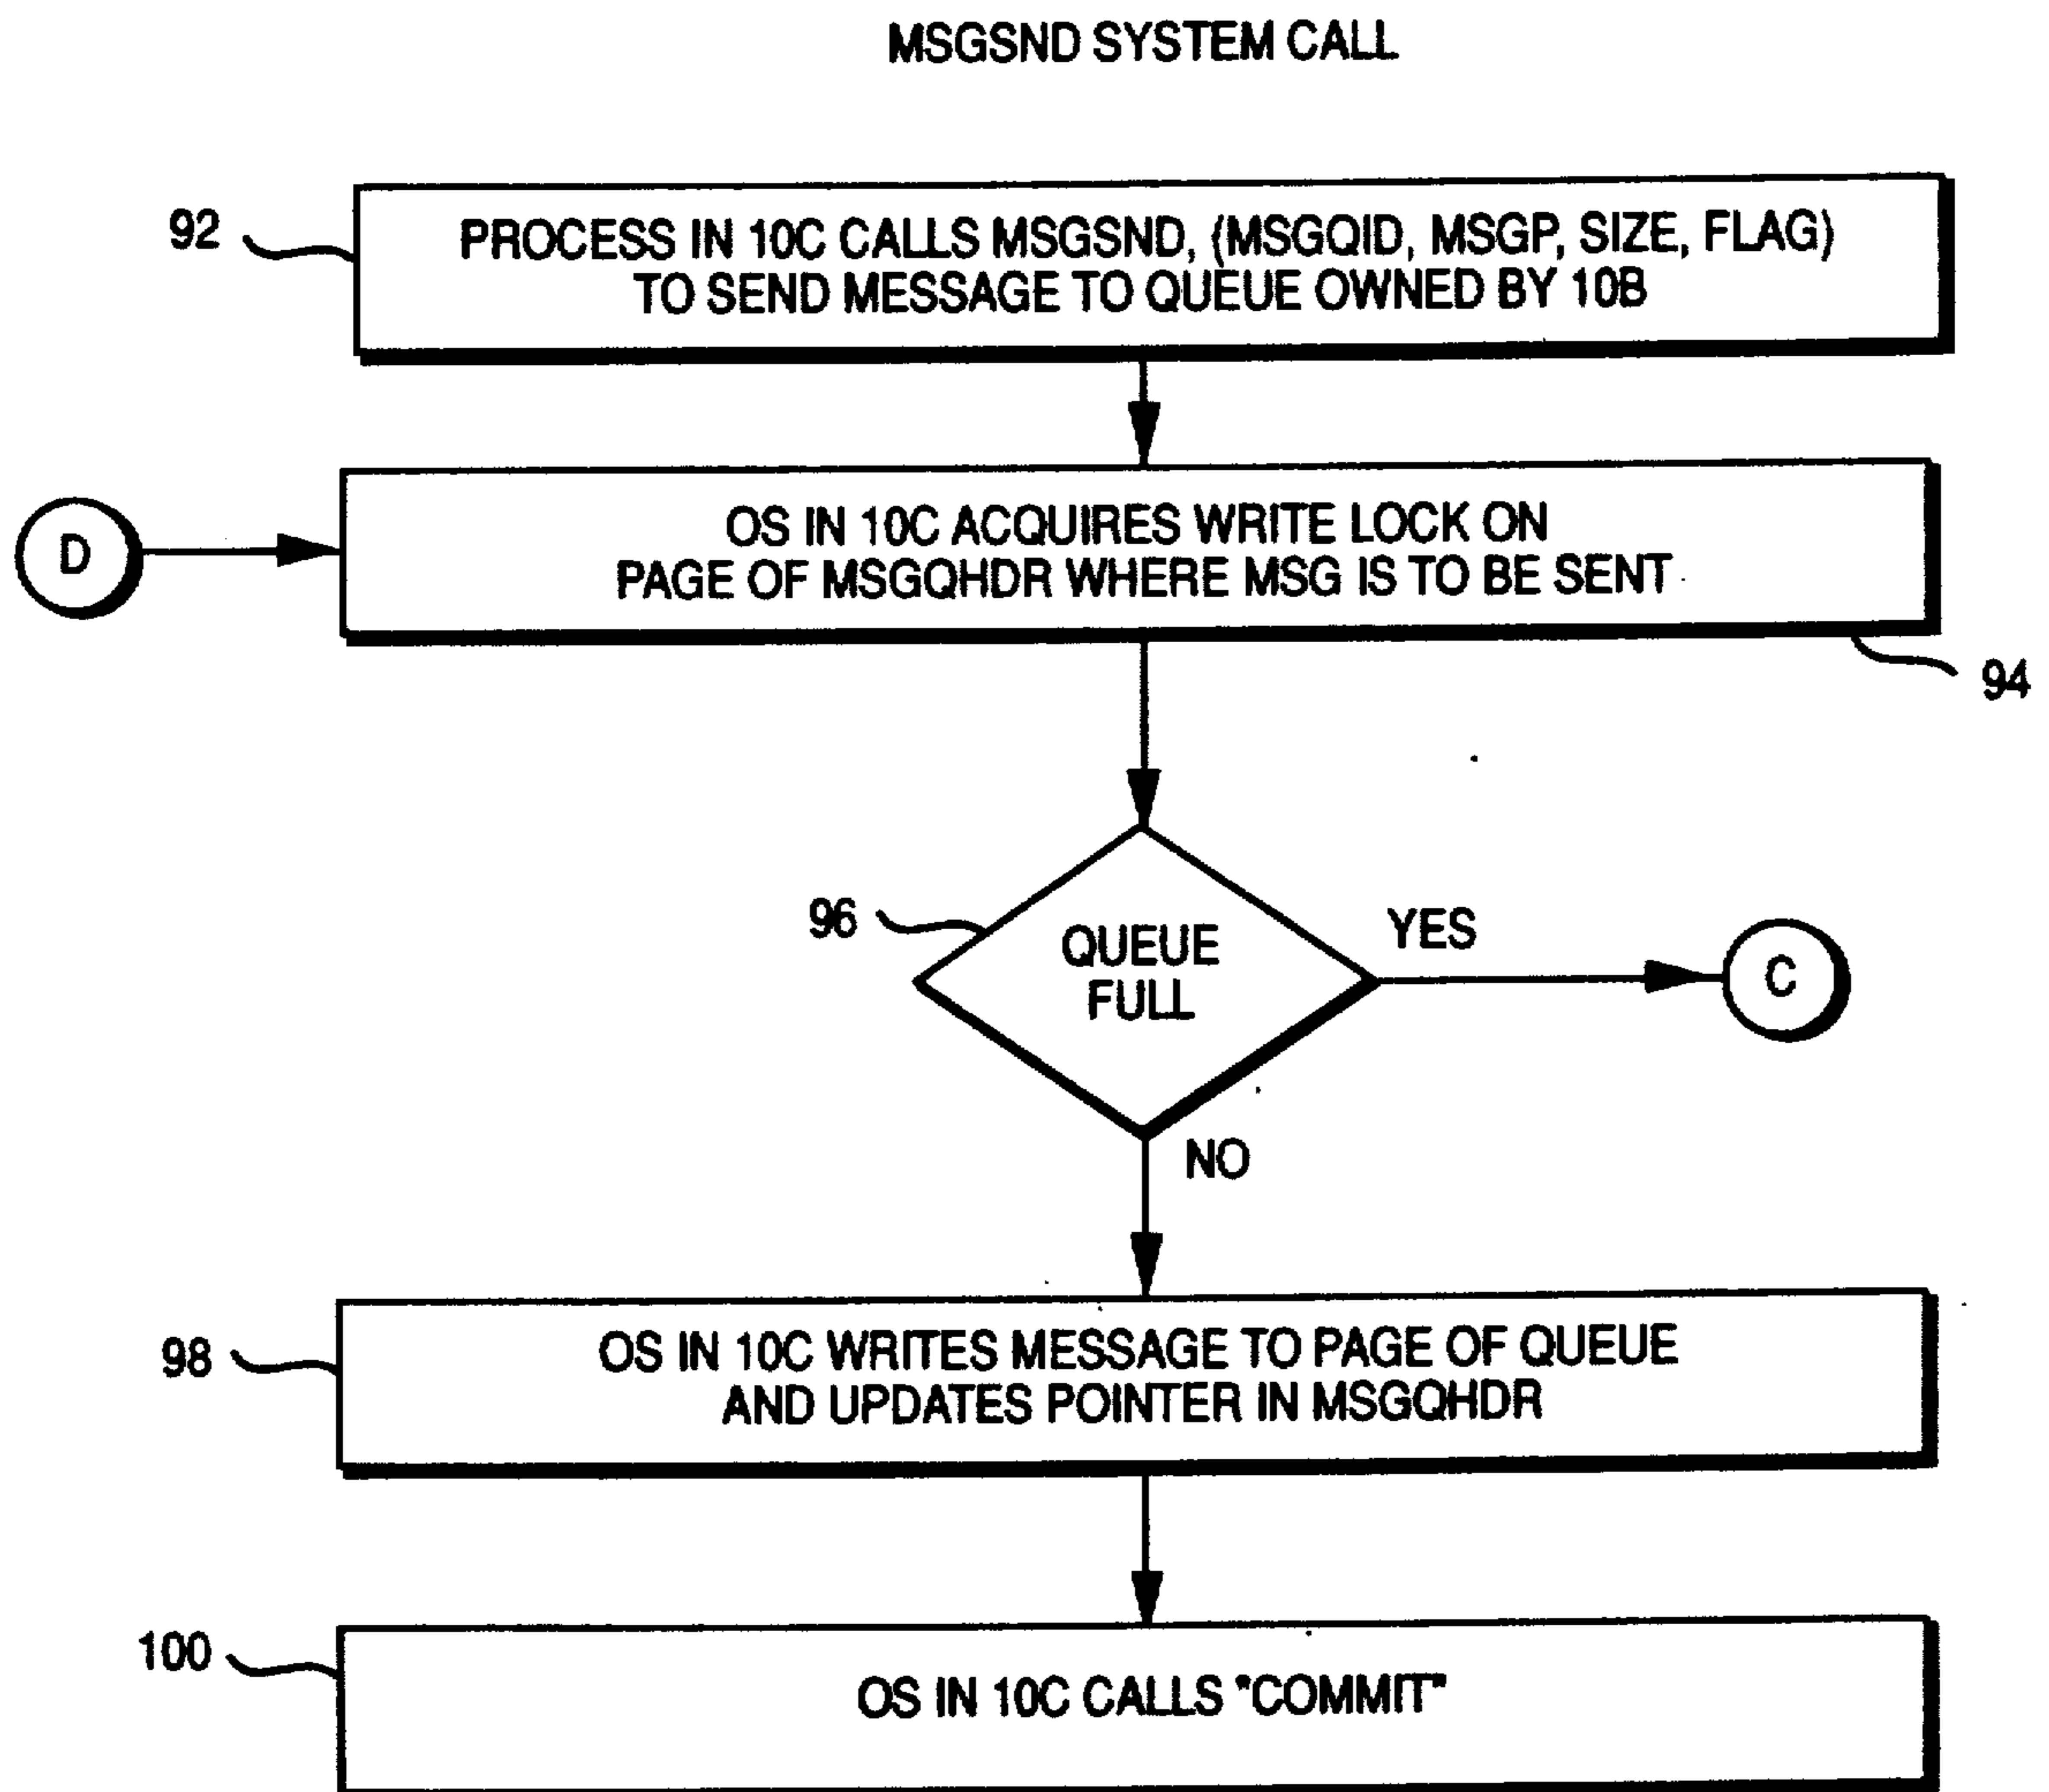 MSGSND SYSTEM CALL
92
PROCESS IN 10C CALLS MSGSND, (MSGQID, MSGP, SIZE, FLAG)
TO SEND MESSAGE TO QUEUE OWNED BY 10B
D
OS IN 10C ACQUIRES WRITE LOCK ON
PAGE OF MSGQHDR WHERE MSG IS TO BE SENT
94
96
QUEUE
FULL
YES
C
NO
98
OS IN 10C WRITES MESSAGE TO PAGE OF QUEUE
AND UPDATES POINTER IN MSGQHDR
100
OS IN 10C CALLS "COMMIT"